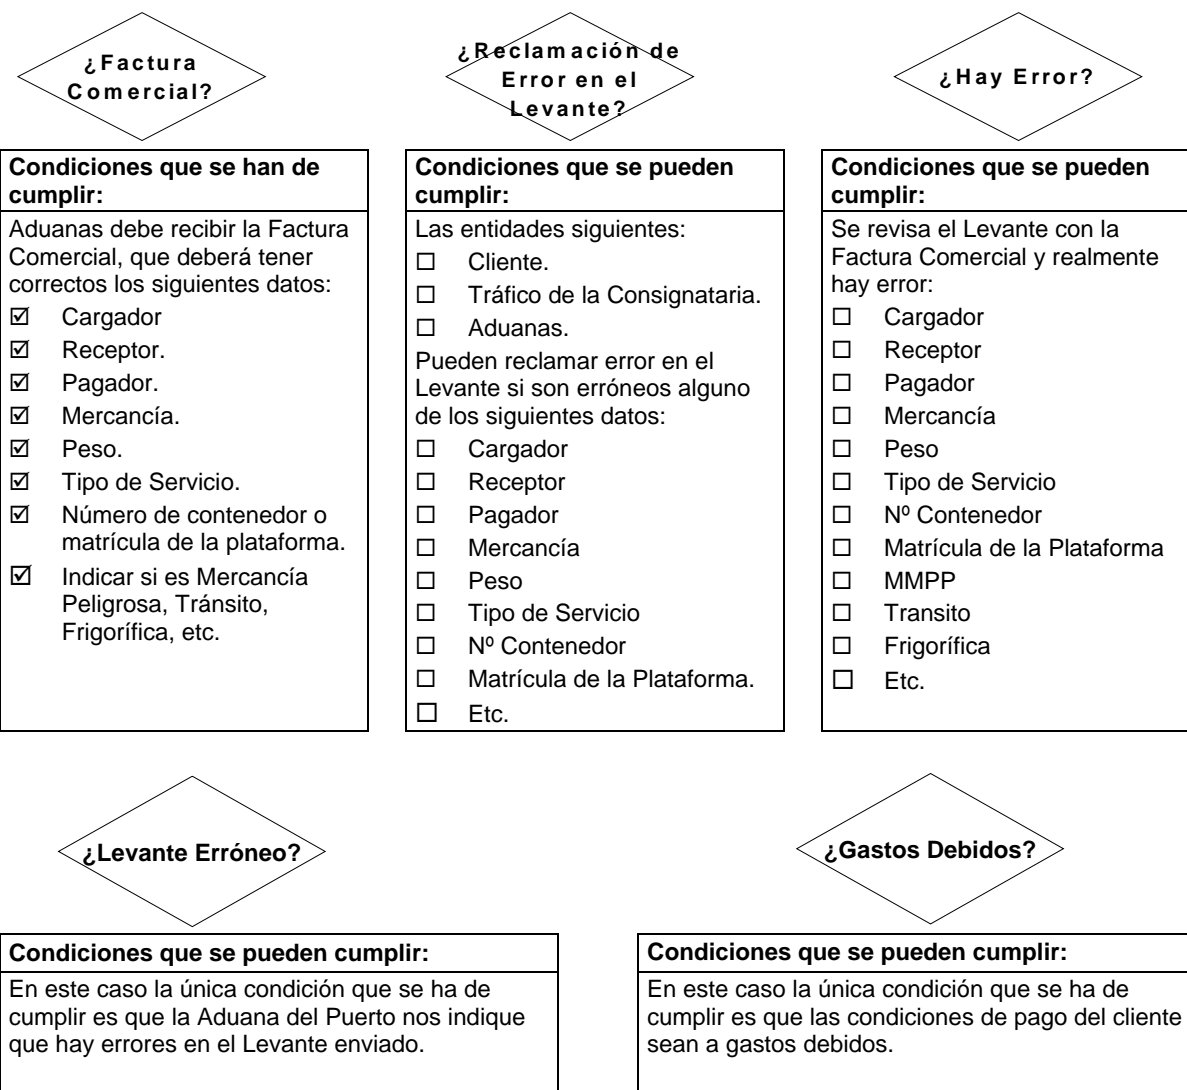 ¿Factura
Comercial?
Condiciones que se han de
cumplir:
Aduanas debe recibir la Factura
Comercial, que deberá tener
correctos los siguientes datos:
☑ Cargador
☑ Receptor.
☑ Pagador.
☑ Mercancía.
☑ Peso.
☑ Tipo de Servicio.
☑ Número de contenedor o
matrícula de la plataforma.
☑ Indicar si es Mercancía
Peligrosa, Tránsito,
Frigorífica, etc.
¿Reclamación de
Error en el
Levante?
Condiciones que se pueden
cumplir:
Las entidades siguientes:
☐ Cliente.
☐ Tráfico de la Consignataria.
☐ Aduanas.
Pueden reclamar error en el
Levante si son erróneos alguno
de los siguientes datos:
☐ Cargador
☐ Receptor
☐ Pagador
☐ Mercancía
☐ Peso
☐ Tipo de Servicio
☐ Nº Contenedor
☐ Matrícula de la Plataforma.
☐ Etc.
¿Hay Error?
Condiciones que se pueden
cumplir:
Se revisa el Levante con la
Factura Comercial y realmente
hay error:
☐ Cargador
☐ Receptor
☐ Pagador
☐ Mercancía
☐ Peso
☐ Tipo de Servicio
☐ Nº Contenedor
☐ Matrícula de la Plataforma
☐ MMPP
☐ Transito
☐ Frigorífica
☐ Etc.
¿Levante Erróneo?
Condiciones que se pueden cumplir:
En este caso la única condición que se ha de
cumplir es que la Aduana del Puerto nos indique
que hay errores en el Levante enviado.
¿Gastos Debidos?
Condiciones que se pueden cumplir:
En este caso la única condición que se ha de
cumplir es que las condiciones de pago del cliente
sean a gastos debidos.